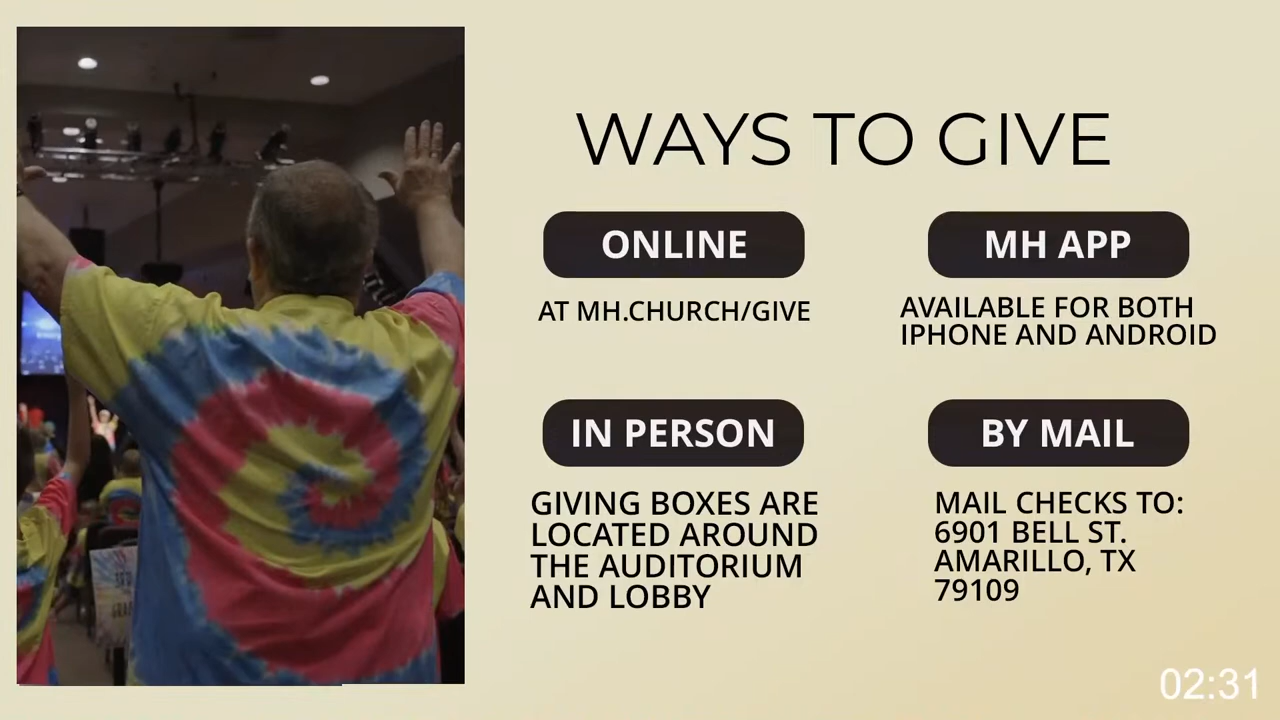 WAYS TO GIVE
ONLINE
AT MH.CHURCH/GIVE
MH APP
AVAILABLE FOR BOTH
IPHONE AND ANDROID
IN PERSON
GIVING BOXES ARE
LOCATED AROUND
THE AUDITORIUM
AND LOBBY
BY MAIL
MAIL CHECKS TO:
6901 BELL ST.
AMARILLO, TX
79109
02:31